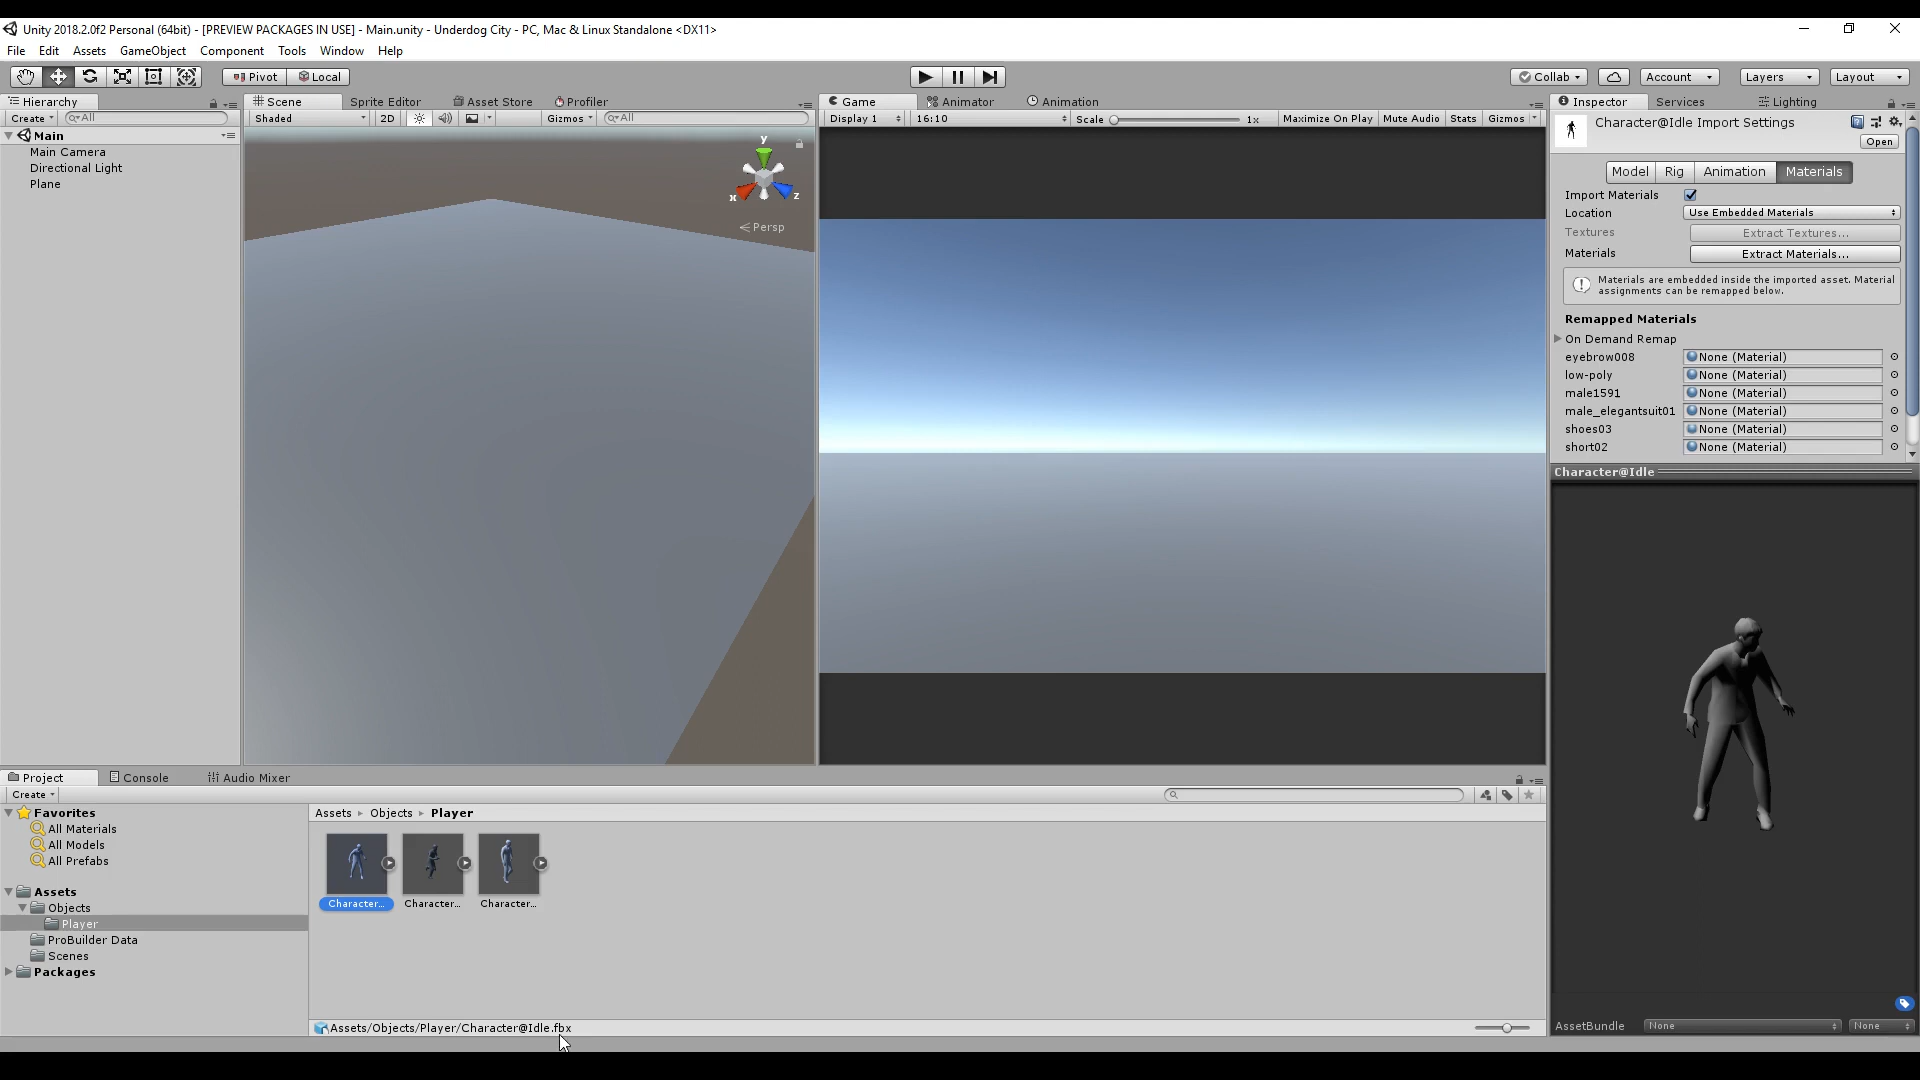 Unity 2018.2.0f2 Personal (64bit) - [PREVIEW PACKAGES IN USE] - Main.unity - Underdog City - PC, Mac & Linux Standalone <DX11>
File Edit Assets GameObject Component Tools Window Help
Pivot Local Collab Account Layers Layout
Hierarchy
Create All
Main
Main Camera
Directional Light
Plane
Scene Sprite Editor Asset Store Profiler
Shaded 2D Gizmos All
y
x z
Persp
Game Animator Animation
Display 1 16:10 Scale 1x Maximize On Play Mute Audio Stats Gizmos
Inspector Services Lighting
Character@Idle Import Settings
Open
Model Rig Animation Materials
Import Materials
Location Use Embedded Materials
Textures Extract Textures...
Materials Extract Materials...
Materials are embedded inside the imported asset. Material
assignments can be remapped below.
Remapped Materials
On Demand Remap
eyebrow008 None (Material)
low-poly None (Material)
male1591 None (Material)
male_elegantsuit01 None (Material)
shoes03 None (Material)
short02 None (Material)
Character@Idle
AssetBundle None None
Project Console Audio Mixer
Create
Favorites
All Materials
All Models
All Prefabs
Assets
Objects
Player
ProBuilder Data
Scenes
Packages
Assets Objects Player
Character... Character... Character...
Assets/Objects/Player/Character@Idle.fbx